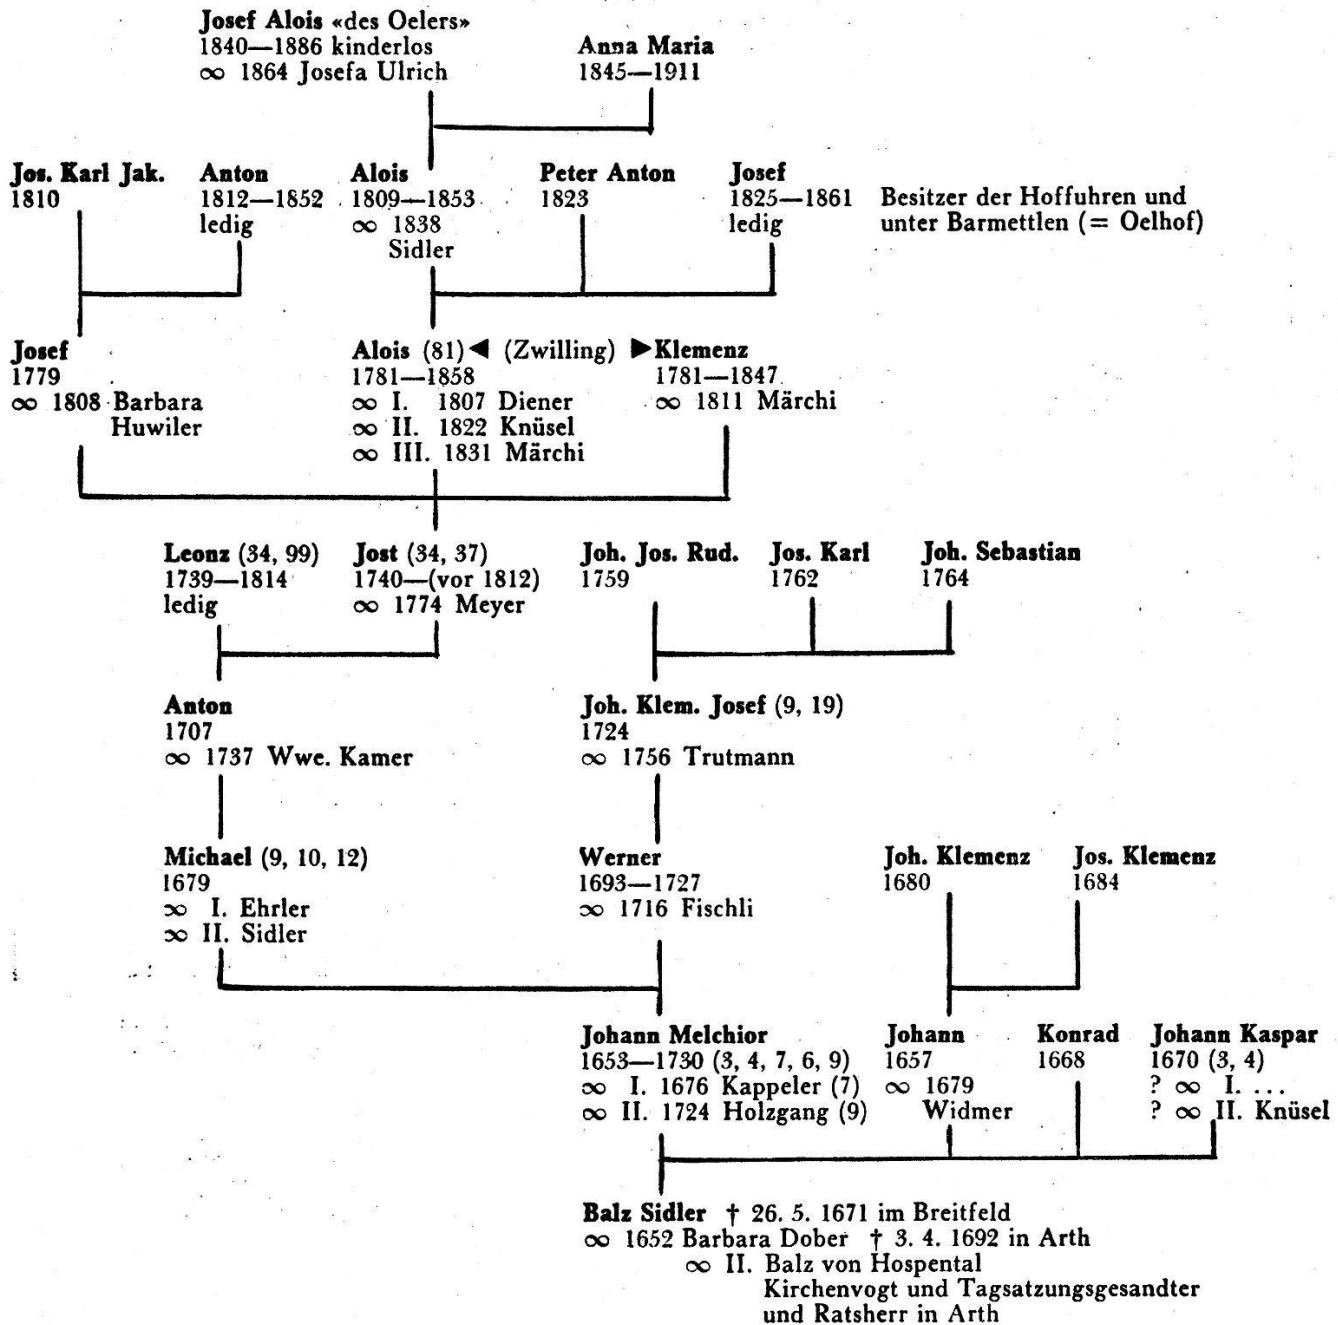 Josef Alois «des Oelers»
1840—1886 kinderlos
∞ 1864 Josefa Ulrich
Anna Maria
1845—1911
Jos. Karl Jak.
1810
Anton
1812—1852
ledig
Alois
1809—1853
∞ 1838
Sidler
Peter Anton
1823
Josef
1825—1861
ledig
Besitzer der Hoffuhren und
unter Barmettlen (= Oelhof)
Josef
1779
∞ 1808 Barbara
Huwiler
Alois (81) ◄ (Zwilling) ►
1781—1858
∞ I. 1807 Diener
∞ II. 1822 Knüsel
∞ III. 1831 Märchi
Klemenz
1781—1847
∞ 1811 Märchi
Leonz (34, 99)
1739—1814
ledig
Jost (34, 37)
1740—(vor 1812)
∞ 1774 Meyer
Joh. Jos. Rud.
1759
Jos. Karl
1762
Joh. Sebastian
1764
Anton
1707
∞ 1737 Wwe. Kamer
Joh. Klem. Josef (9, 19)
1724
∞ 1756 Trutmann
Michael (9, 10, 12)
1679
∞ I. Ehrler
∞ II. Sidler
Werner
1693—1727
∞ 1716 Fischli
Joh. Klemenz
1680
Jos. Klemenz
1684
Johann Melchior
1653—1730 (3, 4, 7, 6, 9)
∞ I. 1676 Kappeler (7)
∞ II. 1724 Holzgang (9)
Johann
1657
∞ 1679
Widmer
Konrad
1668
Johann Kaspar
1670 (3, 4)
? ∞ I. ...
? ∞ II. Knüsel
Balz Sidler † 26. 5. 1671 im Breitfeld
∞ 1652 Barbara Dober † 3. 4. 1692 in Arth
∞ II. Balz von Hospental
Kirchenvogt und Tagsatzungsgesandter
und Ratsherr in Arth